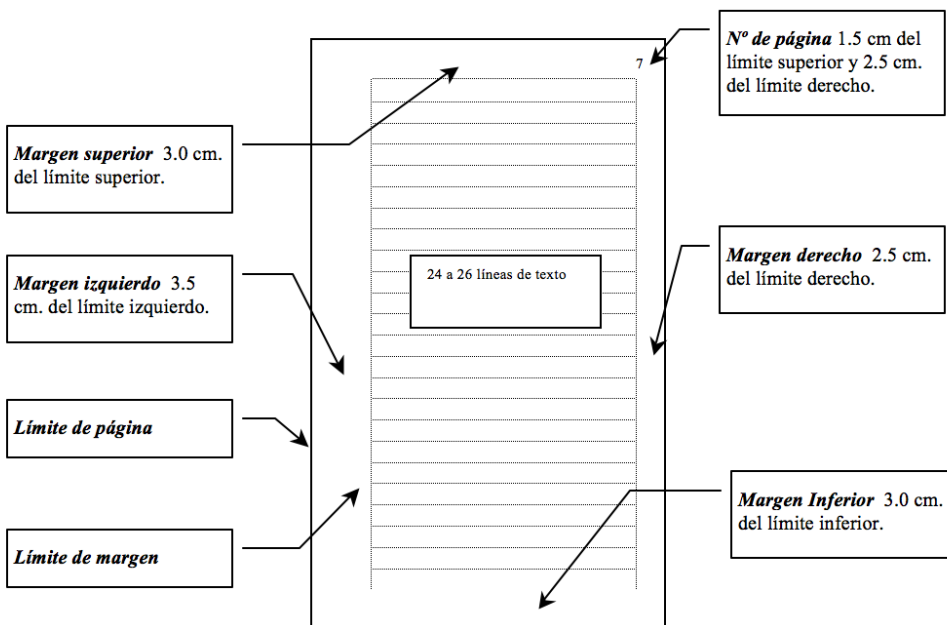 7
Nº de página 1.5 cm del
límite superior y 2.5 cm.
del límite derecho.
Margen superior 3.0 cm.
del límite superior.
Margen izquierdo 3.5
cm. del límite izquierdo.
24 a 26 líneas de texto
Margen derecho 2.5 cm.
del límite derecho.
Límite de página
Límite de margen
Margen Inferior 3.0 cm.
del límite inferior.